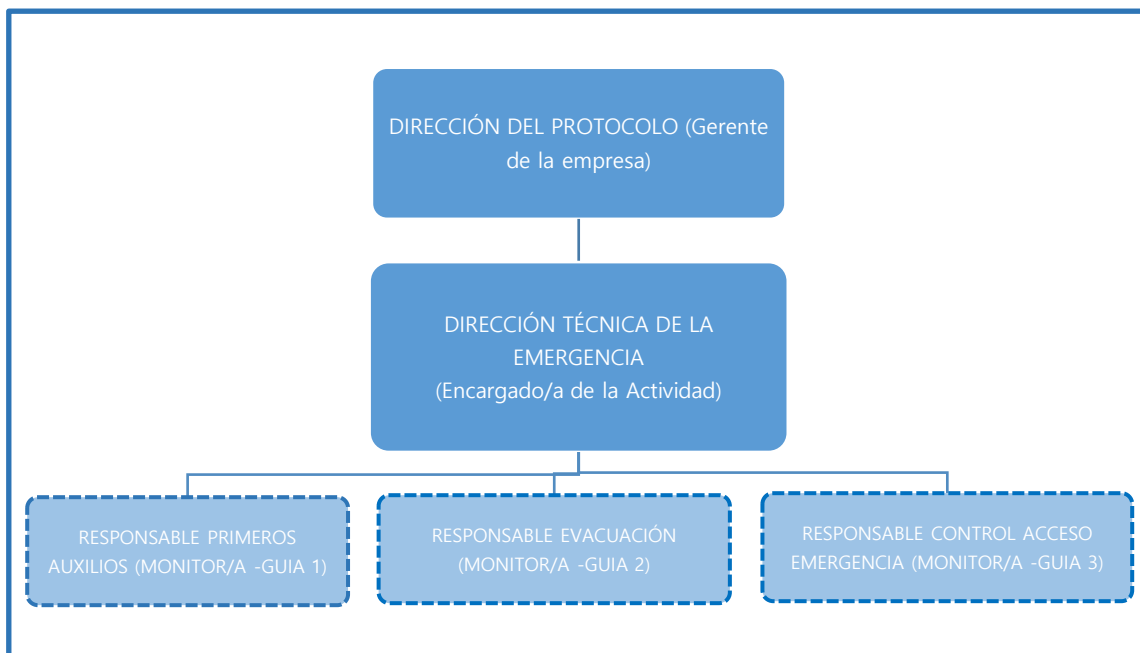 DIRECCIÓN DEL PROTOCOLO (Gerente
de la empresa)
DIRECCIÓN TÉCNICA DE LA
EMERGENCIA
(Encargado/a de la Actividad)
RESPONSABLE PRIMEROS
AUXILIOS (MONITOR/A -GUIA 1)
RESPONSABLE EVACUACIÓN
(MONITOR/A -GUIA 2)
RESPONSABLE CONTROL ACCESO
EMERGENCIA (MONITOR/A -GUIA 3)